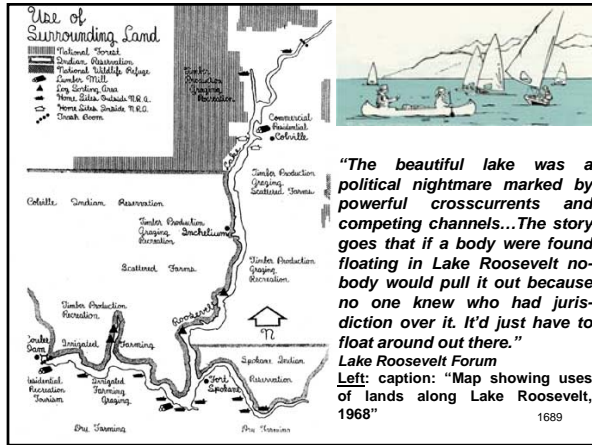 Use of
Surrounding Land
National Forest
Indian Reservation
National Wildlife Refuge
Lumber Mill
Log Sorting Area
Home Sites Outside N.R.A.
Home Sites Inside N.R.A.
Trash Boom
Timber
Production
Grazing
Recreation
Commercial
Residential
Colville
Lake
Timber Production
Grazing
Scattered Farms
Colville Indian Reservation
Timber Production
Grazing
Recreation
Inchelium
Scattered Farms
Timber Production
Grazing
Recreation
Roosevelt
Timber Production
Recreation
N
Coulee
Dam
Irrigated Farming
Residential
Recreation
Tourism
Irrigated
Farming
Grazing
Fort
Spokane
Spokane Indian
Reservation
Dry Farming
Dry Farming
“The beautiful lake was a
political nightmare marked by
powerful crosscurrents and
competing channels…The story
goes that if a body were found
floating in Lake Roosevelt no-
body would pull it out because
no one knew who had juris-
diction over it. It’d just have to
float around out there.”
Lake Roosevelt Forum
Left: caption: “Map showing uses
of lands along Lake Roosevelt,
1968”
1689